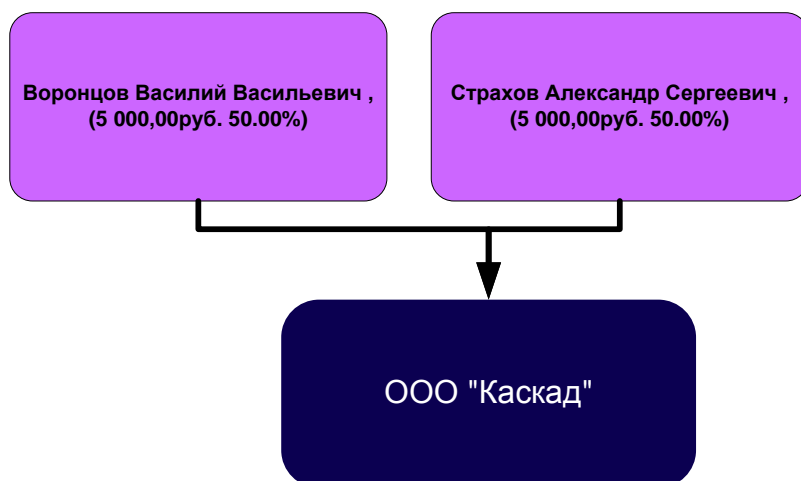 Воронцов Василий Васильевич ,
(5 000,00руб. 50.00%)
Страхов Александр Сергеевич ,
(5 000,00руб. 50.00%)
ООО "Каскад"